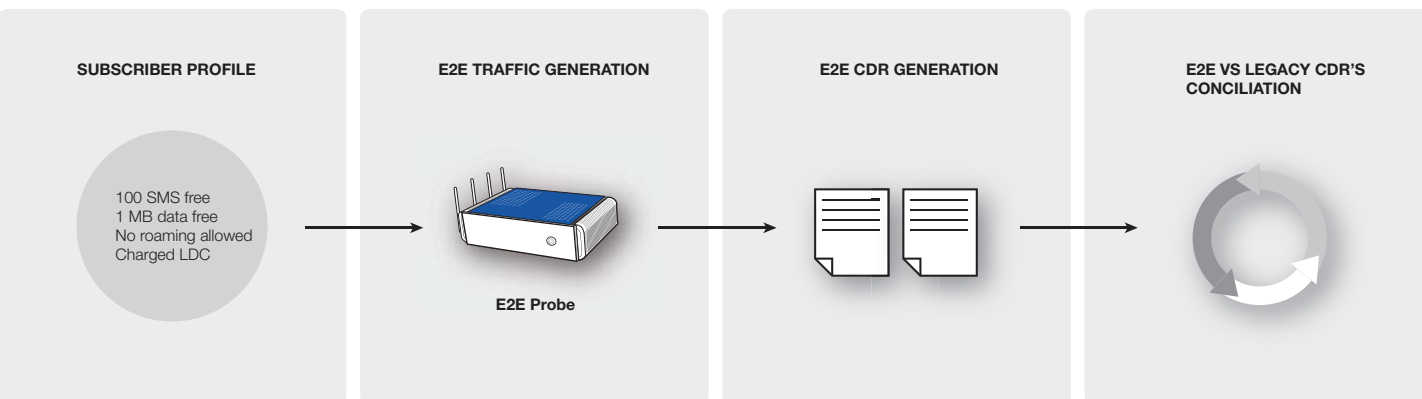 SUBSCRIBER PROFILE
100 SMS free
1 MB data free
No roaming allowed
Charged LDC
E2E TRAFFIC GENERATION
E2E Probe
E2E CDR GENERATION
E2E VS LEGACY CDR'S
CONCILIATION